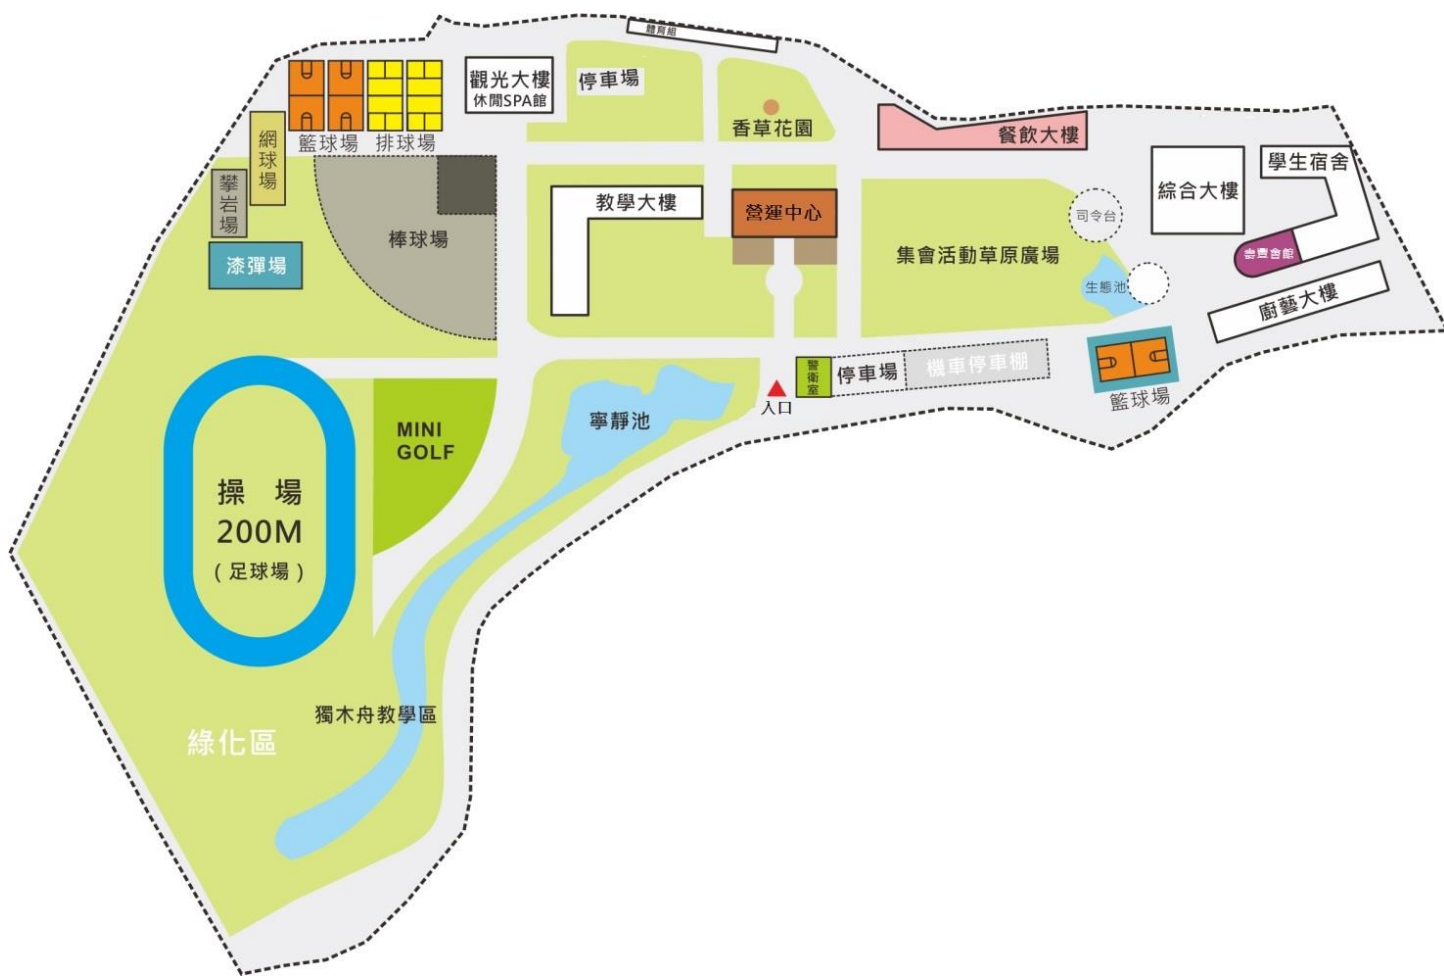 體育組
觀光大樓
休閒SPA館
停車場
香草花園
餐飲大樓
籃球場
排球場
網球場
攀岩場
漆彈場
棒球場
教學大樓
營運中心
集會活動草原廣場
司令台
生態池
綜合大樓
學生宿舍
壽豐會館
廚藝大樓
籃球場
警衛室
停車場
機車停車棚
入口
寧靜池
MINI
GOLF
操 場
200M
(足球場)
獨木舟教學區
綠化區